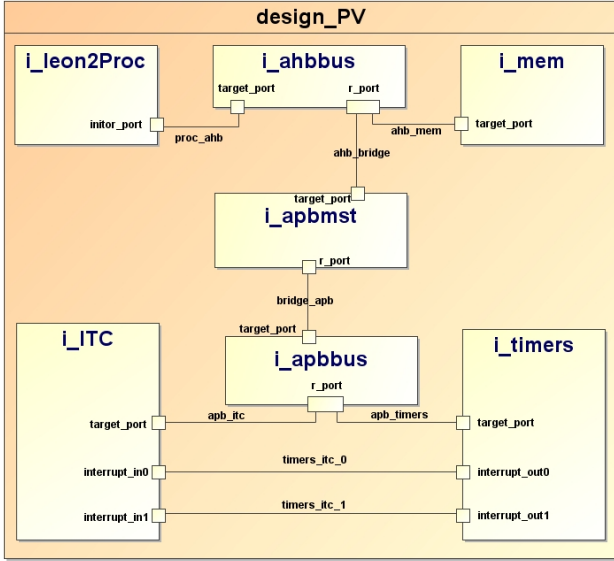 design_PV
i_leon2Proc
i_ahbbus
i_mem
target_port
r_port
initor_port
target_port
proc_ahb
ahb_mem
ahb_bridge
target_port
i_apbmst
r_port
bridge_apb
target_port
i_ITC
i_apbbus
i_timers
r_port
target_port
apb_itc
apb_timers
target_port
interrupt_in0
timers_itc_0
interrupt_out0
interrupt_in1
timers_itc_1
interrupt_out1